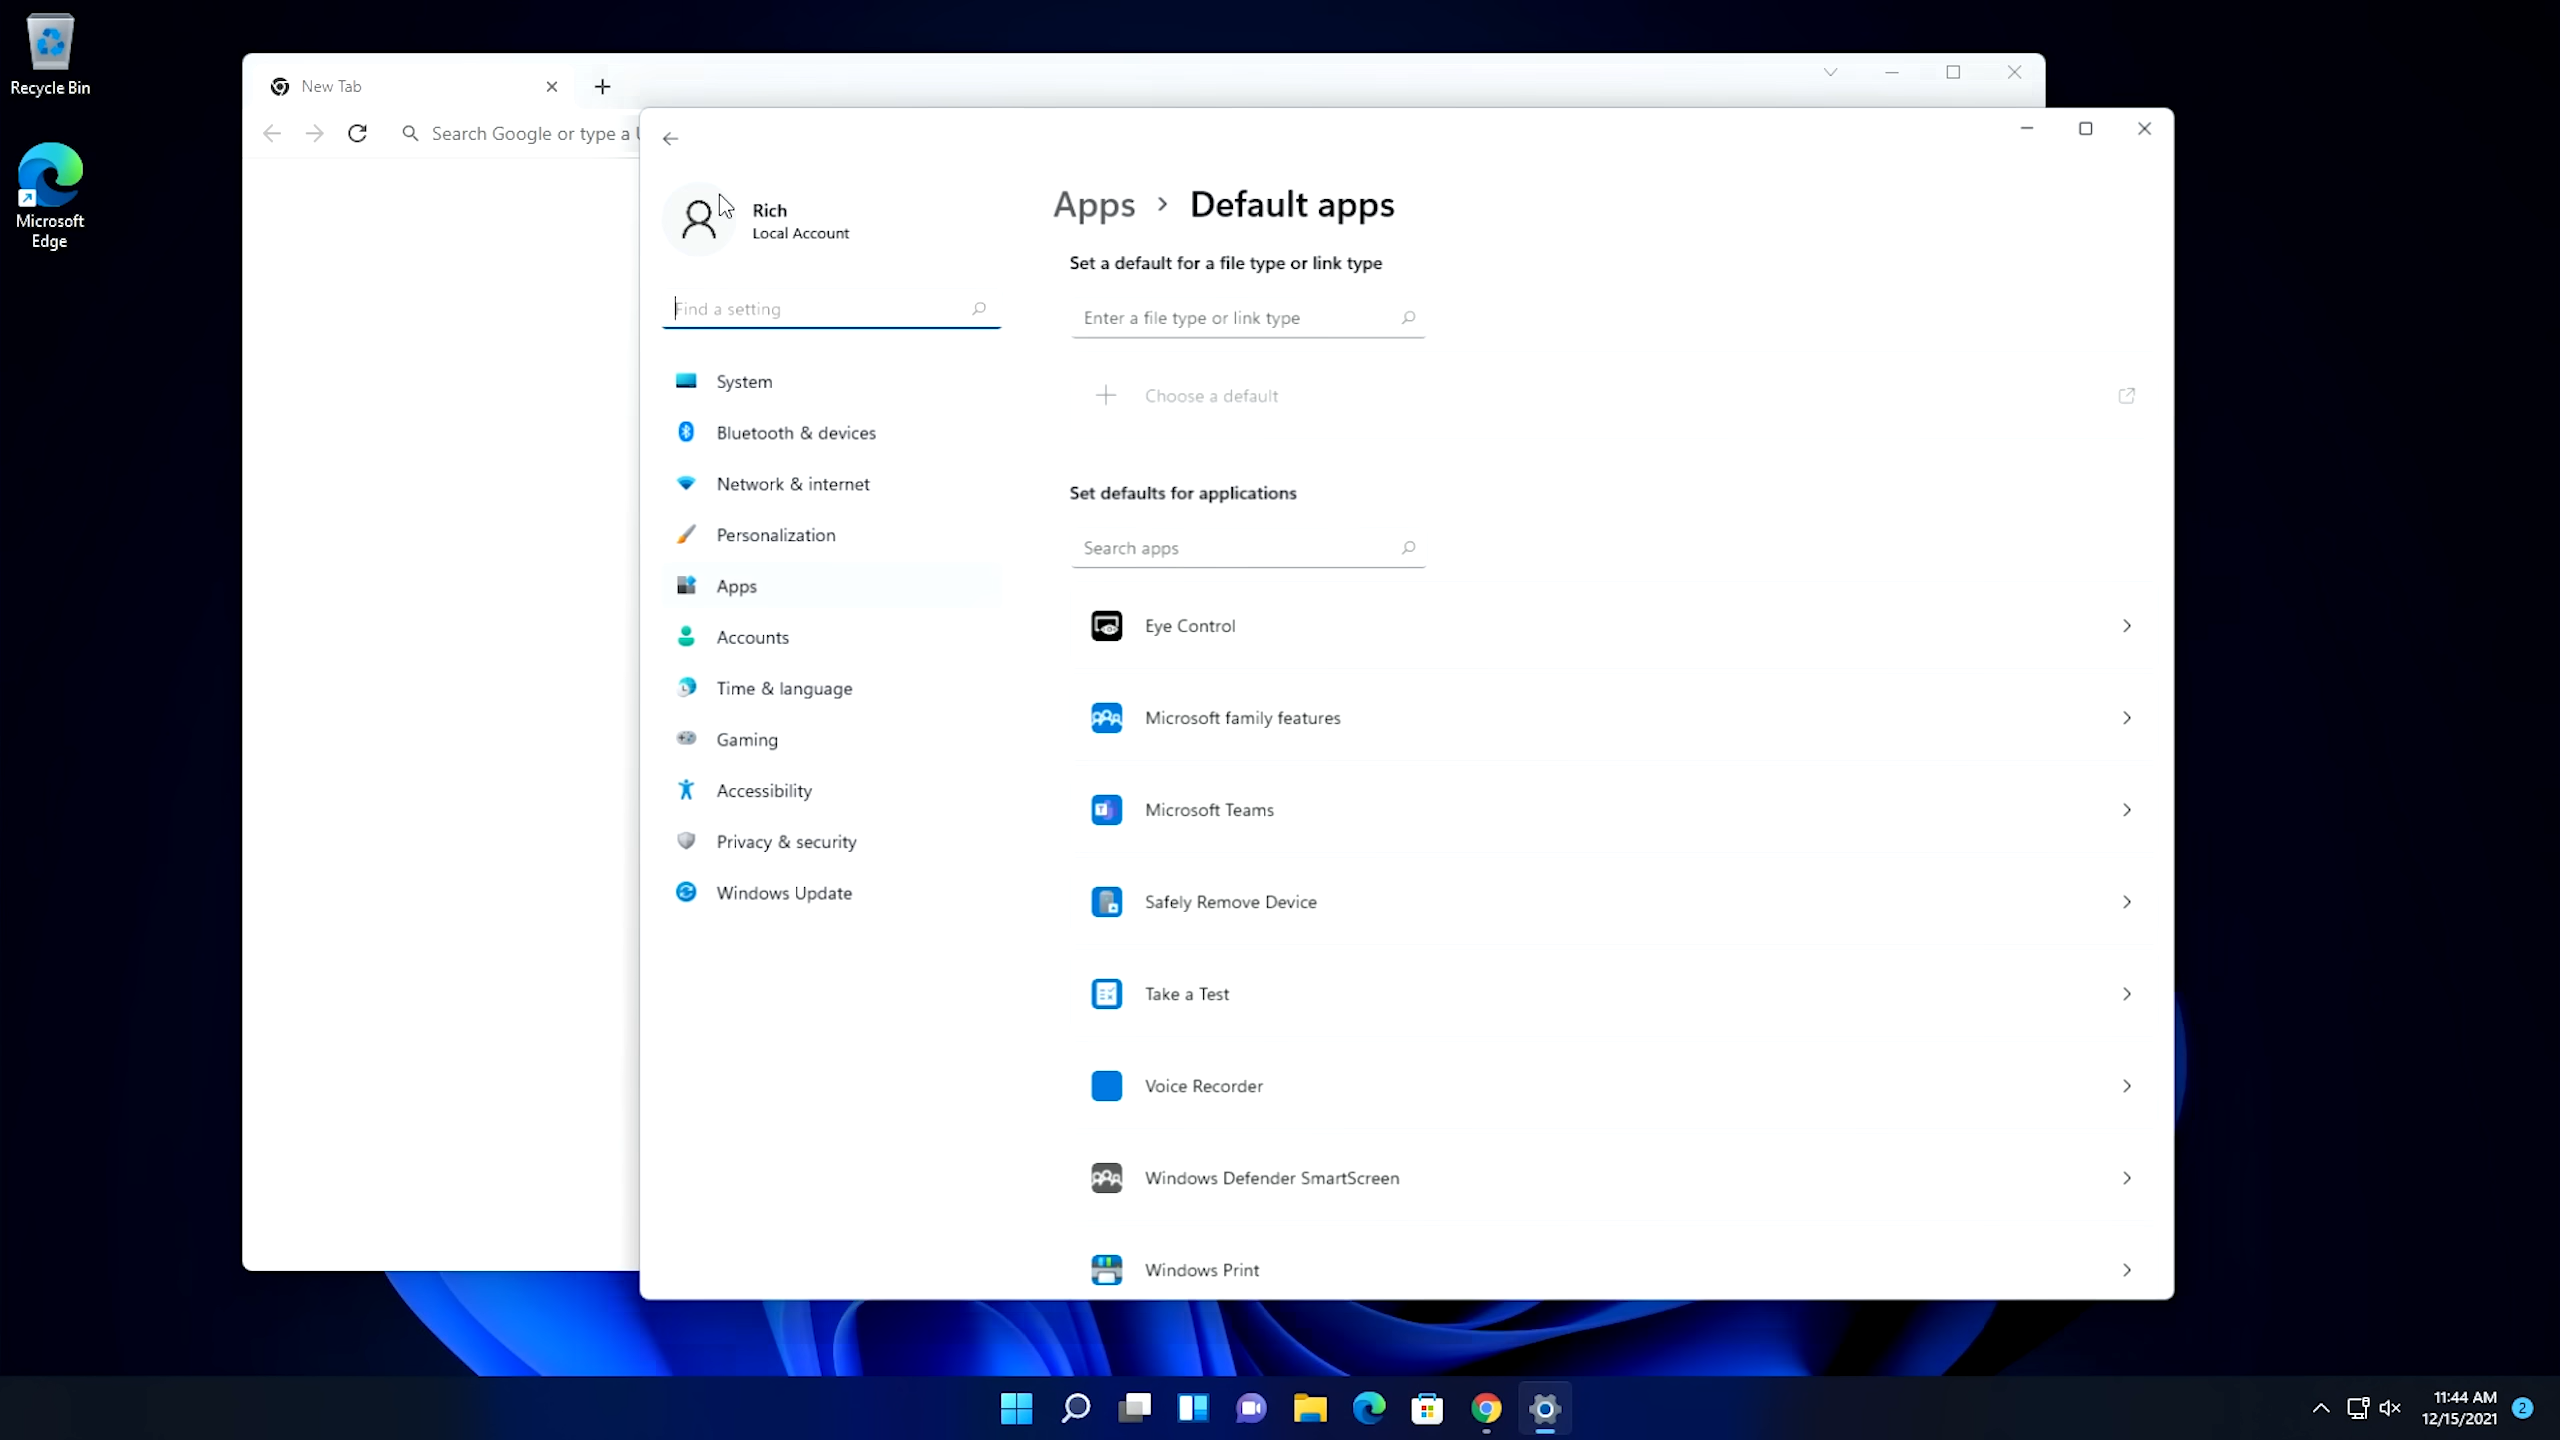 Recycle Bin
Microsoft
Edge
New Tab
Search Google or type a
Rich
Local Account
Find a setting
System
Bluetooth & devices
Network & internet
Personalization
Apps
Accounts
Time & language
Gaming
Accessibility
Privacy & security
Windows Update
Apps > Default apps
Set a default for a file type or link type
Enter a file type or link type
Choose a default
Set defaults for applications
Search apps
Eye Control
Microsoft family features
Microsoft Teams
Safely Remove Device
Take a Test
Voice Recorder
Windows Defender SmartScreen
Windows Print
11:44 AM
12/15/2021
2